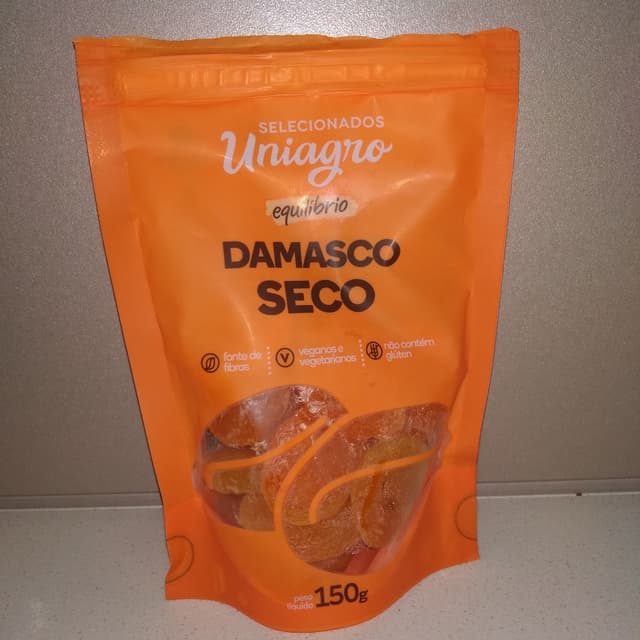 SELECIONADOS
Uniagro
equilíbrio
DAMASCO
SECO
fonte de
fibras
V
veganos e
vegetarianos
não contém
glúten
peso
líquido 150g